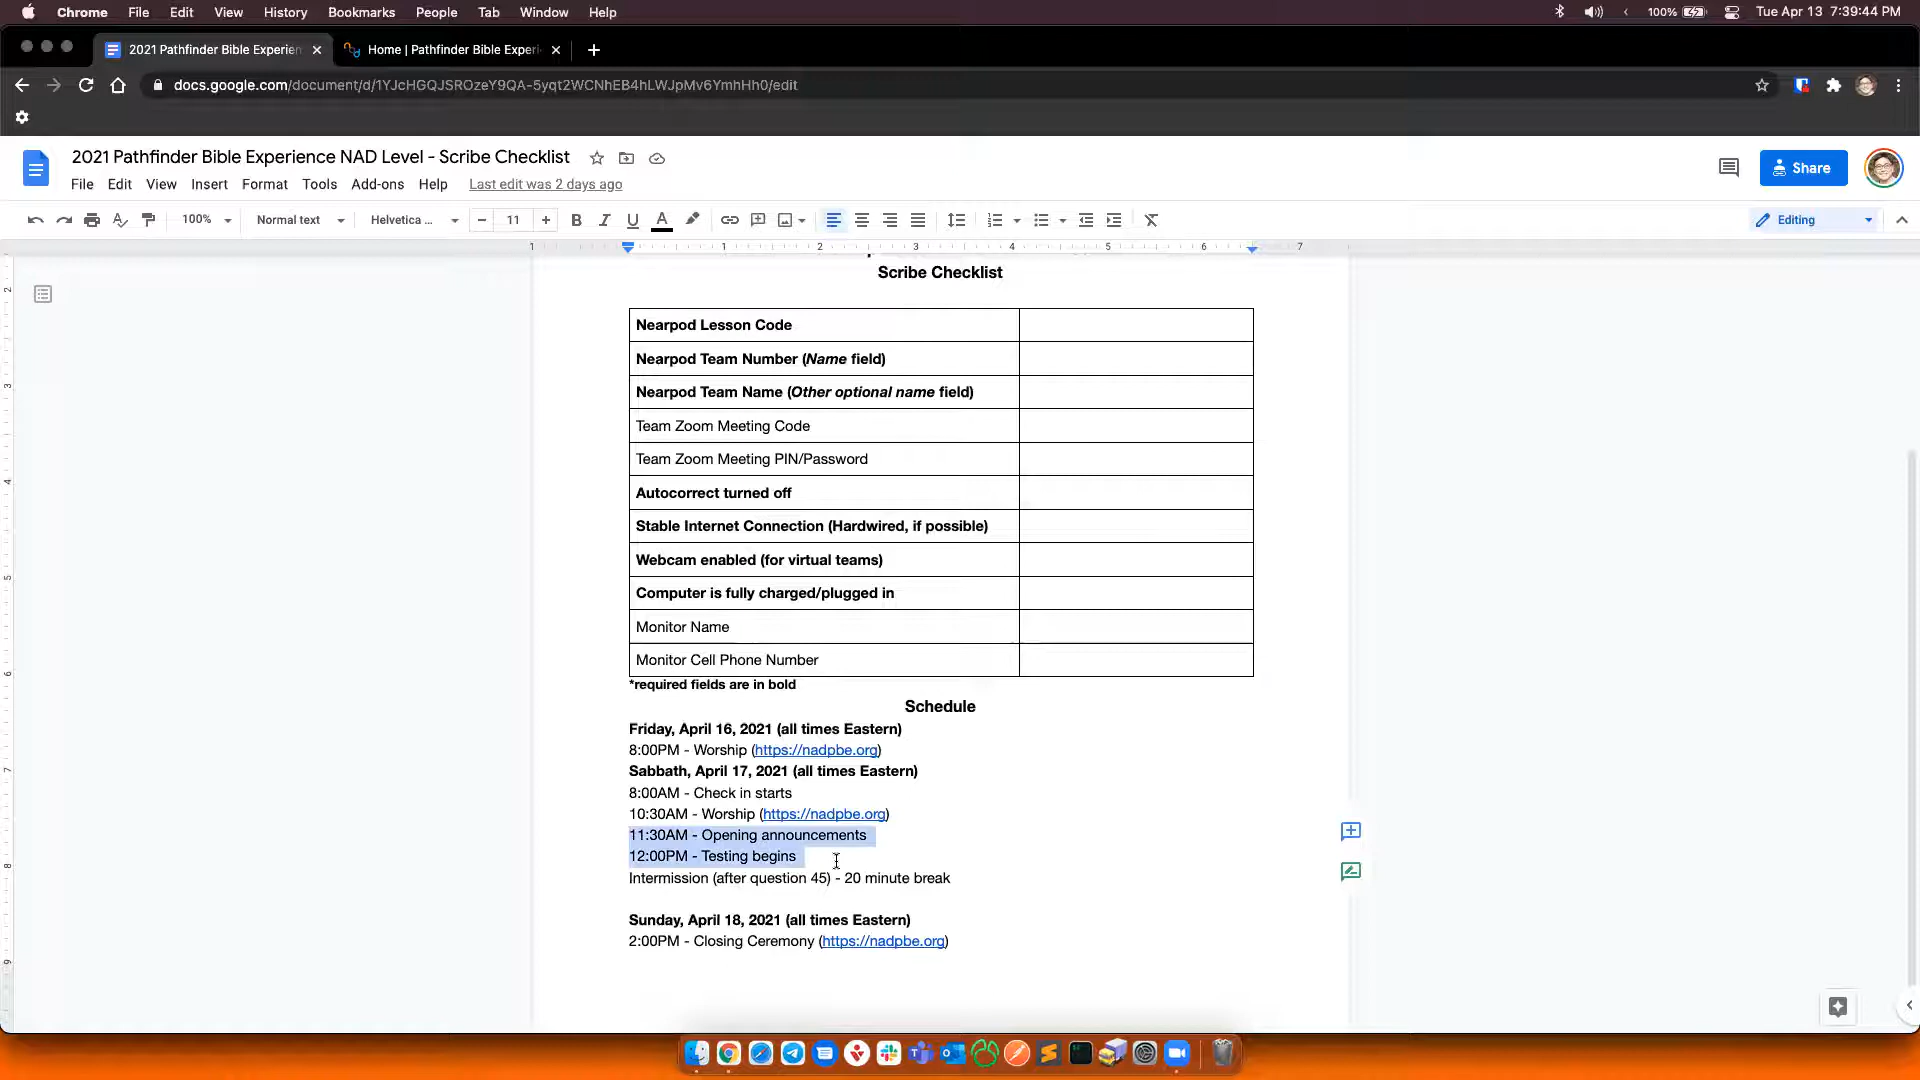 Chrome File Edit View History Bookmarks People Tab Window Help 100% Tue Apr 13 7:39:44 PM
2021 Pathfinder Bible Experien Home | Pathfinder Bible Experi
docs.google.com/document/d/1YJcHGQJSROzeY9QA-5yqt2WCNhEB4hLWJpMv6YmhHh0/edit
2021 Pathfinder Bible Experience NAD Level - Scribe Checklist
Share
File Edit View Insert Format Tools Add-ons Help Last edit was 2 days ago
100% Normal text Helvetica ... 11 B I U A Editing
1 1 2 3 4 5 6 7
Scribe Checklist
Nearpod Lesson Code
Nearpod Team Number (Name field)
Nearpod Team Name (Other optional name field)
Team Zoom Meeting Code
Team Zoom Meeting PIN/Password
Autocorrect turned off
Stable Internet Connection (Hardwired, if possible)
Webcam enabled (for virtual teams)
Computer is fully charged/plugged in
Monitor Name
Monitor Cell Phone Number
*required fields are in bold
Schedule
Friday, April 16, 2021 (all times Eastern)
8:00PM - Worship (https://nadpbe.org)
Sabbath, April 17, 2021 (all times Eastern)
8:00AM - Check in starts
10:30AM - Worship (https://nadpbe.org)
11:30AM - Opening announcements
12:00PM - Testing begins
Intermission (after question 45) - 20 minute break
Sunday, April 18, 2021 (all times Eastern)
2:00PM - Closing Ceremony (https://nadpbe.org)